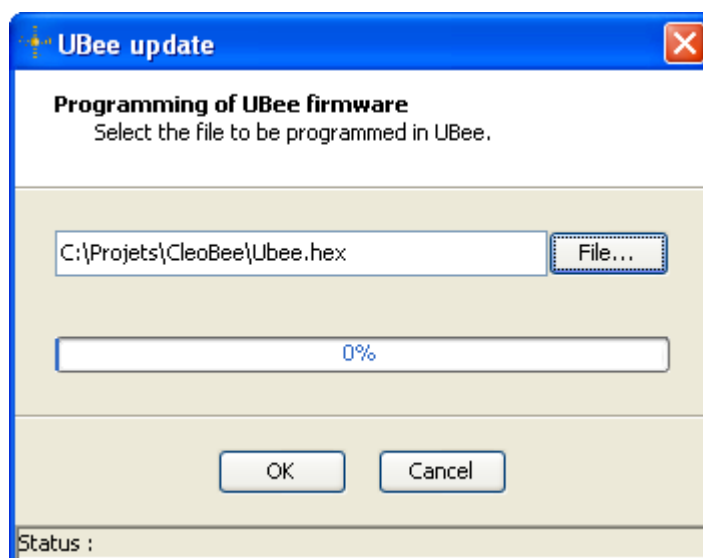 UBee update
Programming of UBee firmware
Select the file to be programmed in UBee.
C:\Projets\CleoBee\Ubee.hex
File...
0%
OK
Cancel
Status :